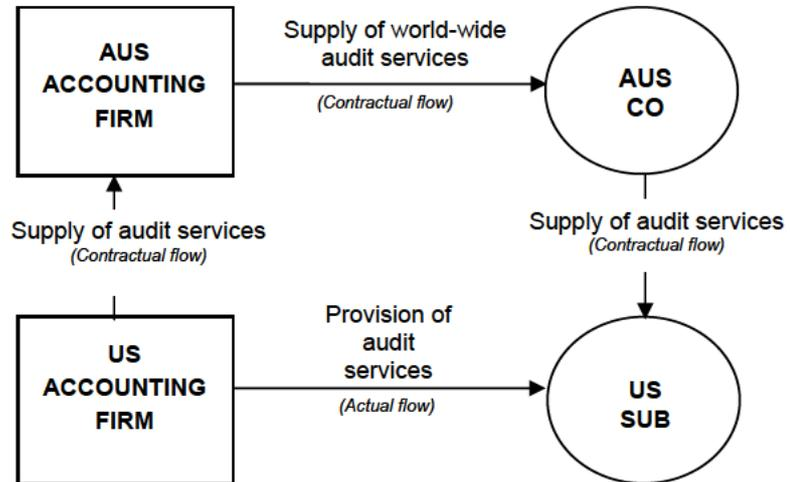 AUS
ACCOUNTING
FIRM
Supply of world-wide
audit services
(Contractual flow)
AUS
CO
Supply of audit services
(Contractual flow)
Supply of audit services
(Contractual flow)
US
ACCOUNTING
FIRM
Provision of
audit
services
(Actual flow)
US
SUB